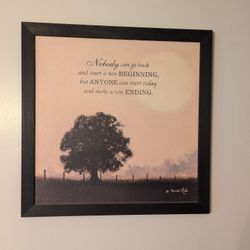 Nobody can go back
and start a new BEGINNING,
but ANYONE can start today
and make a new ENDING.